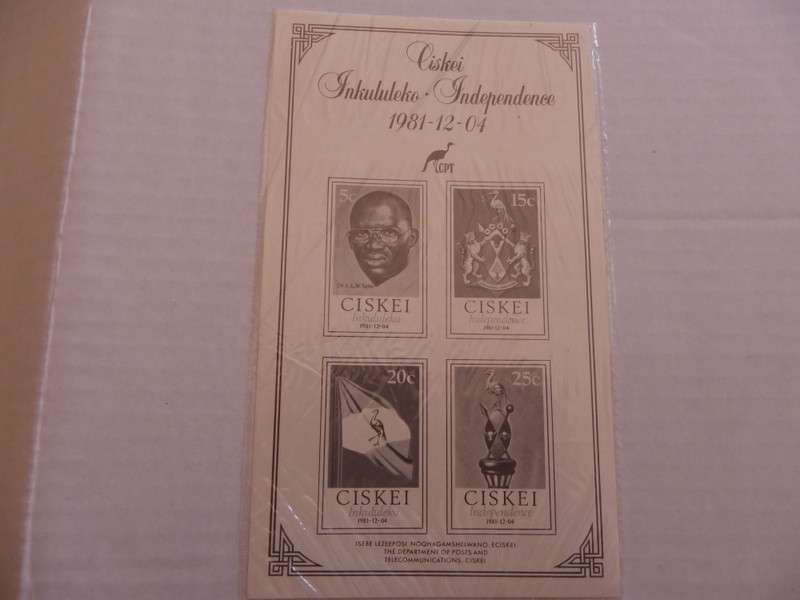 Ciskei
Inkululeko · Independence
1981-12-04
CPT
5c
15c
CISKEI
Inkululeko
1981-12-04
CISKEI
Independence
1981-12-04
20c
25c
CISKEI
Inkululeko
1981-12-04
CISKEI
Independence
1981-12-04
ISEBE LEZEEPOSI NOQHAGAMSHELWANO, ECISKEI
THE DEPARTMENT OF POSTS AND
TELECOMMUNICATIONS, CISKEI